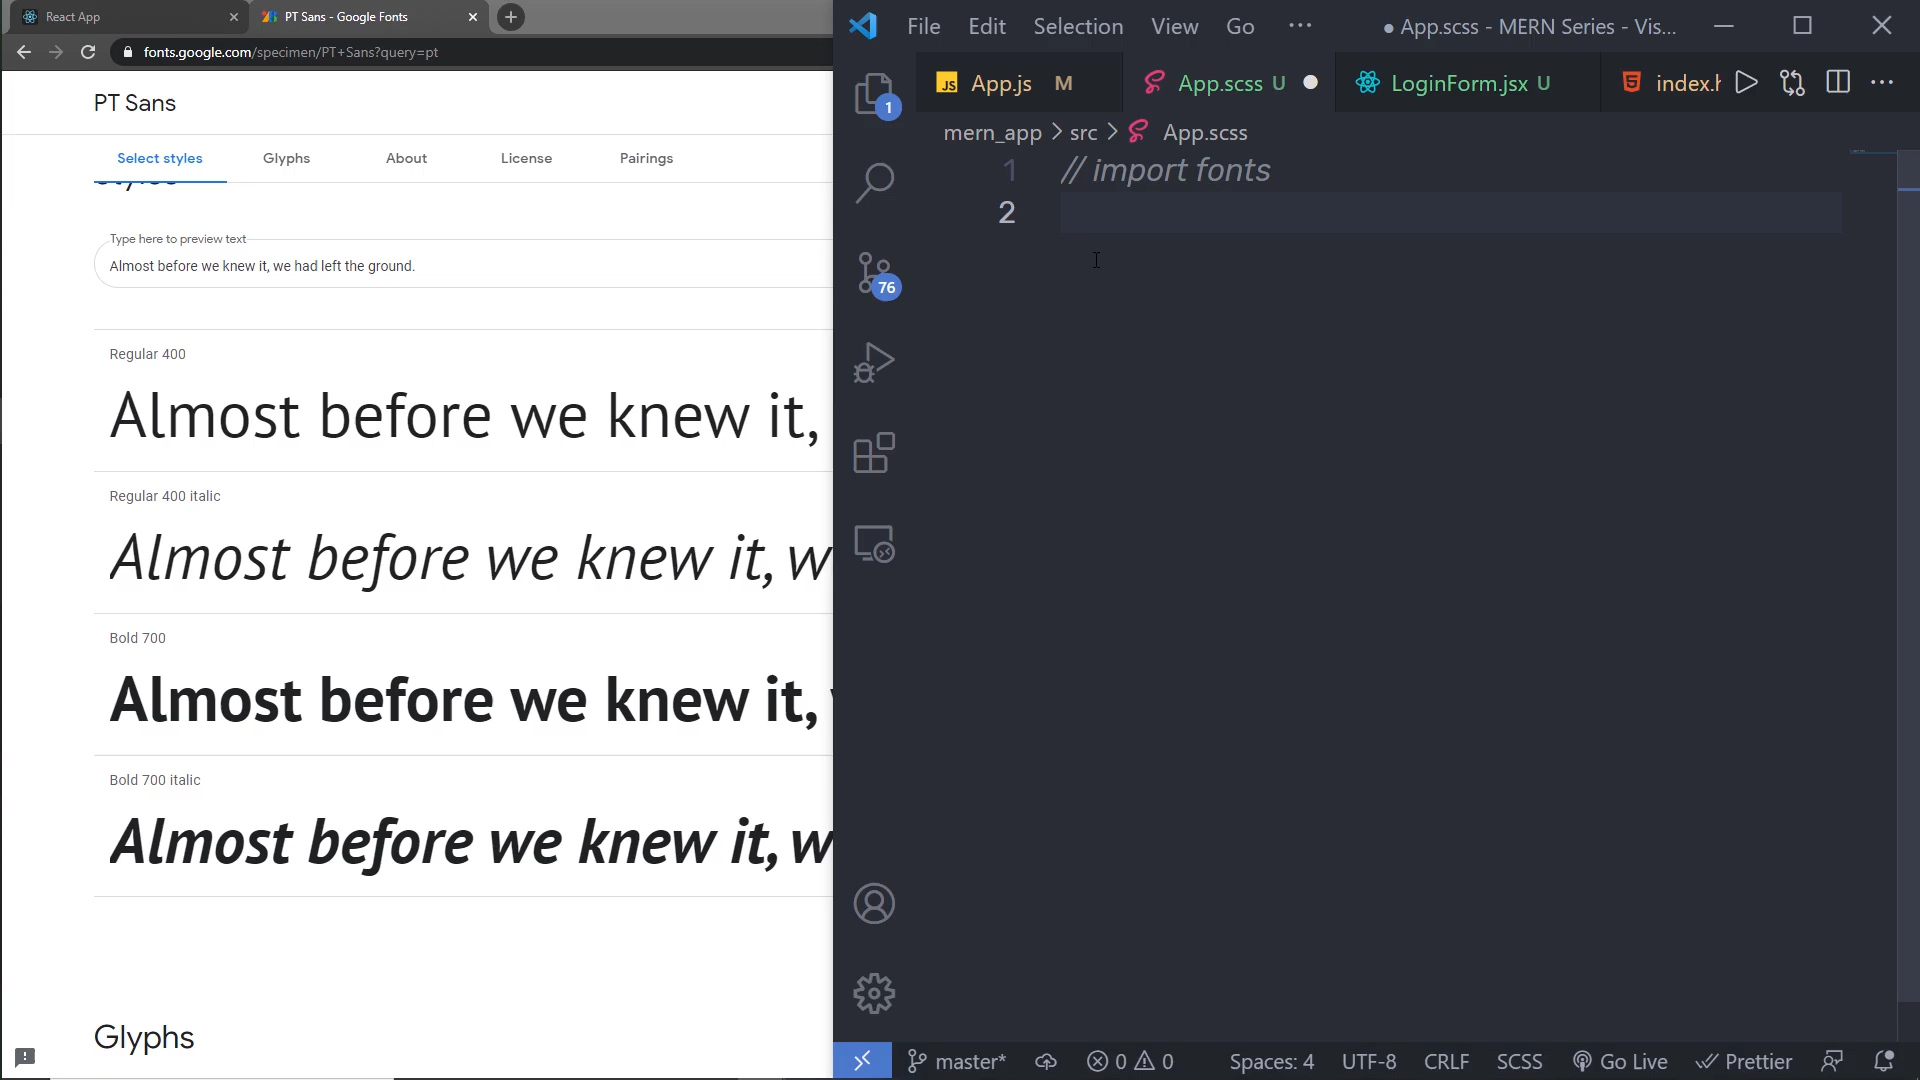 React App
PT Sans - Google Fonts
fonts.google.com/specimen/PT+Sans?query=pt
PT Sans
Select styles
Glyphs
About
License
Pairings
Type here to preview text
Almost before we knew it, we had left the ground.
Regular 400
Almost before we knew it,
Regular 400 italic
Almost before we knew it, w
Bold 700
Almost before we knew it,
Bold 700 italic
Almost before we knew it, w
Glyphs
File Edit Selection View Go ··· ● App.scss - MERN Series - Vis...
JS App.js M
App.scss U
LoginForm.jsx U
index.h
mern_app > src > App.scss
1 // import fonts
2
1
76
master* 0 0 Spaces: 4 UTF-8 CRLF SCSS Go Live Prettier